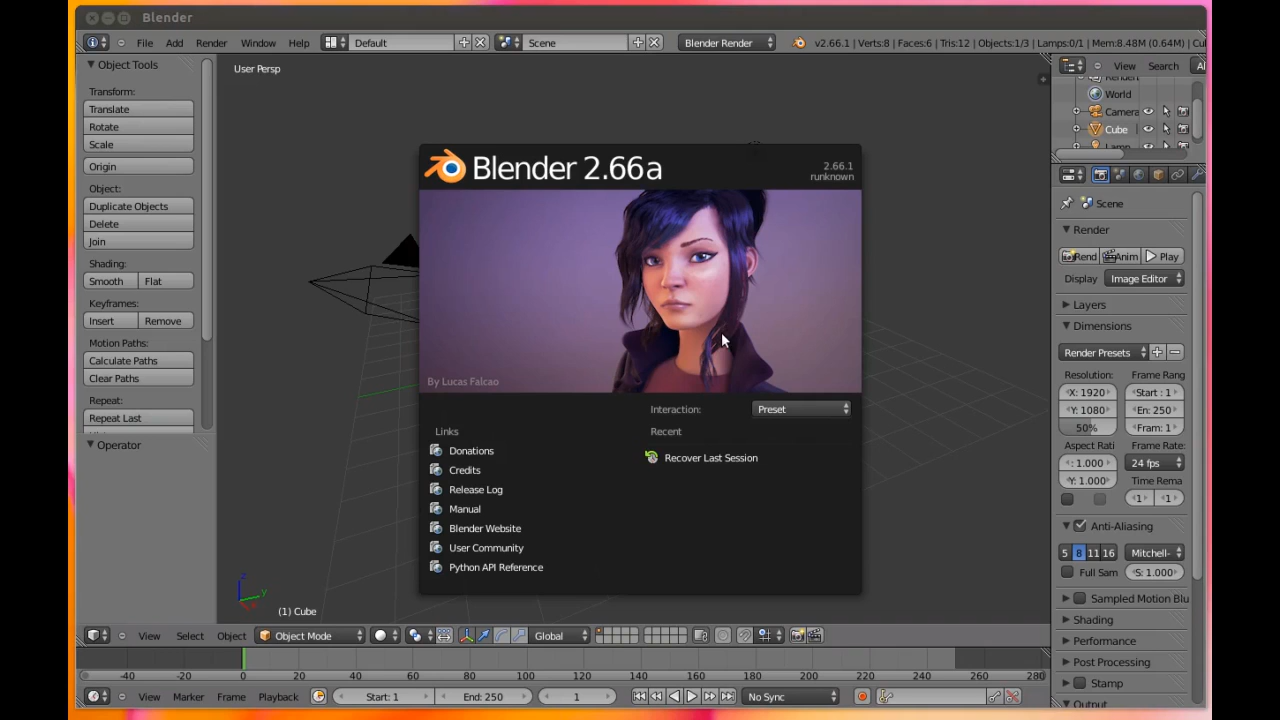 Blender
File Add Render Window Help Default Scene Blender Render v2.66.1 | Verts:8 | Faces:6 | Tris:12 | Objects:1/3 | Lamps:0/1 | Mem:8.48M (0.64M) | Cu
Object Tools
Transform:
Translate
Rotate
Scale
Origin
Object:
Duplicate Objects
Delete
Join
Shading:
Smooth Flat
Keyframes:
Insert Remove
Motion Paths:
Calculate Paths
Clear Paths
Repeat:
Repeat Last
Operator
User Persp
Blender 2.66a
2.66.1
runknown
By Lucas Falcao
Interaction: Preset
Links
Donations
Credits
Release Log
Manual
Blender Website
User Community
Python API Reference
Recent
Recover Last Session
z
y
(1) Cube
View Select Object Object Mode Global
-40 -20 0 20 40 60 80 100 120 140 160 180 200 220 240 260 280
View Marker Frame Playback Start: 1 End: 250 1 No Sync
View Search Al
World
Camera
Cube
Scene
Render
Rend Anim Play
Display Image Editor
Layers
Dimensions
Render Presets
Resolution: Frame Rang
X: 1920 Start : 1
Y: 1080 En: 250
50% Fram: 1
Aspect Rati Frame Rate:
: 1.000 24 fps
Y: 1.000 Time Rema
1 1
Anti-Aliasing
5 8 11 16 Mitchell-
Full Sam S: 1.000
Sampled Motion Blu
Shading
Performance
Post Processing
Stamp
Output